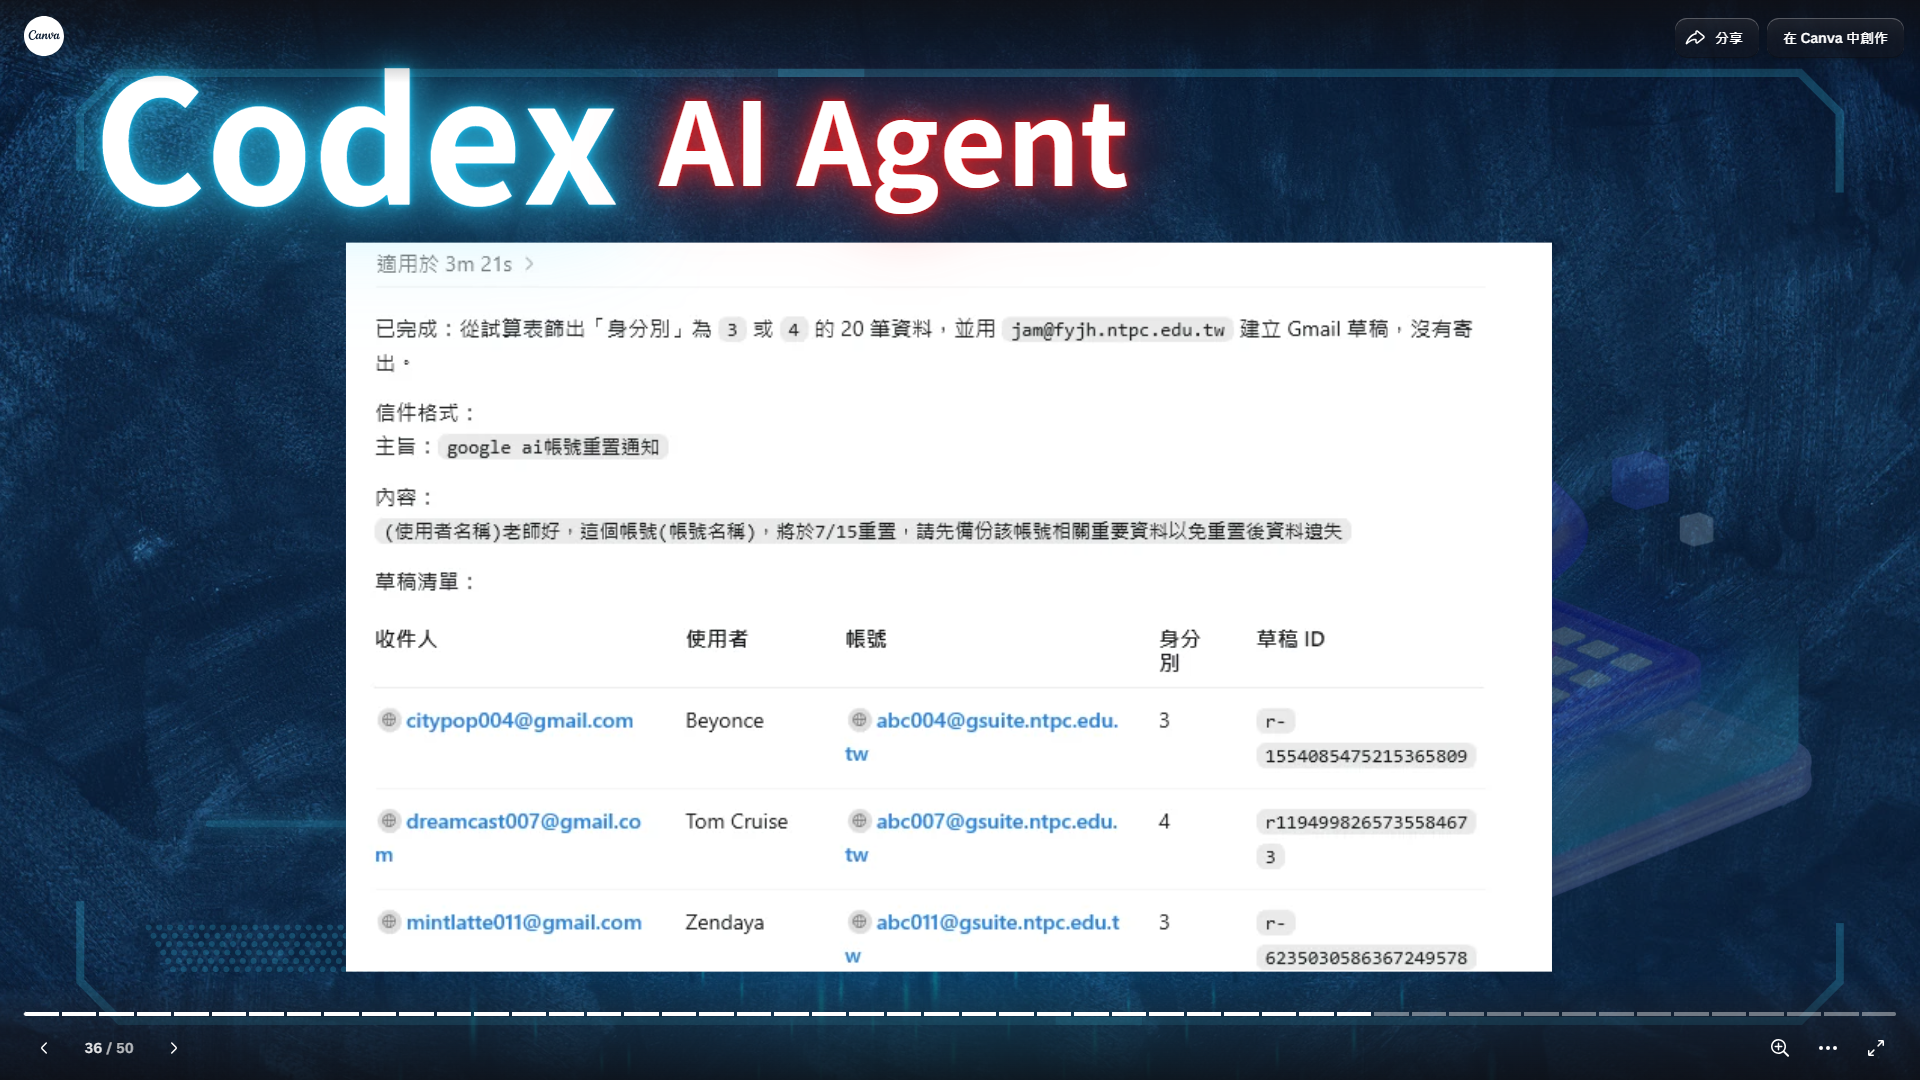 Canva
分享
在 Canva 中創作
Codex AI Agent
適用於 3m 21s
已完成：從試算表篩出「身分別」為 3 或 4 的 20 筆資料，並用 jam@fyjh.ntpc.edu.tw 建立 Gmail 草稿，沒有寄
出。
信件格式：
主旨：google ai帳號重置通知
內容：
(使用者名稱)老師好，這個帳號(帳號名稱)，將於7/15重置，請先備份該帳號相關重要資料以免重置後資料遺失
草稿清單：
收件人 使用者 帳號 身分
別 草稿 ID
citypop004@gmail.com Beyonce abc004@gsuite.ntpc.edu. 3 r-
tw 1554085475215365809
dreamcast007@gmail.co Tom Cruise abc007@gsuite.ntpc.edu. 4 r119499826573558467
m tw 3
mintlatte011@gmail.com Zendaya abc011@gsuite.ntpc.edu.t 3 r-
w 6235030586367249578
36 / 50